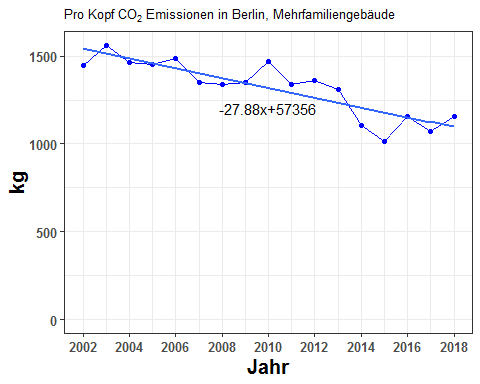 Pro Kopf CO₂ Emissionen in Berlin, Mehrfamiliengebäude
1500
-27.88x+57356
1000
kg
500
0
2002 2004 2006 2008 2010 2012 2014 2016 2018
Jahr